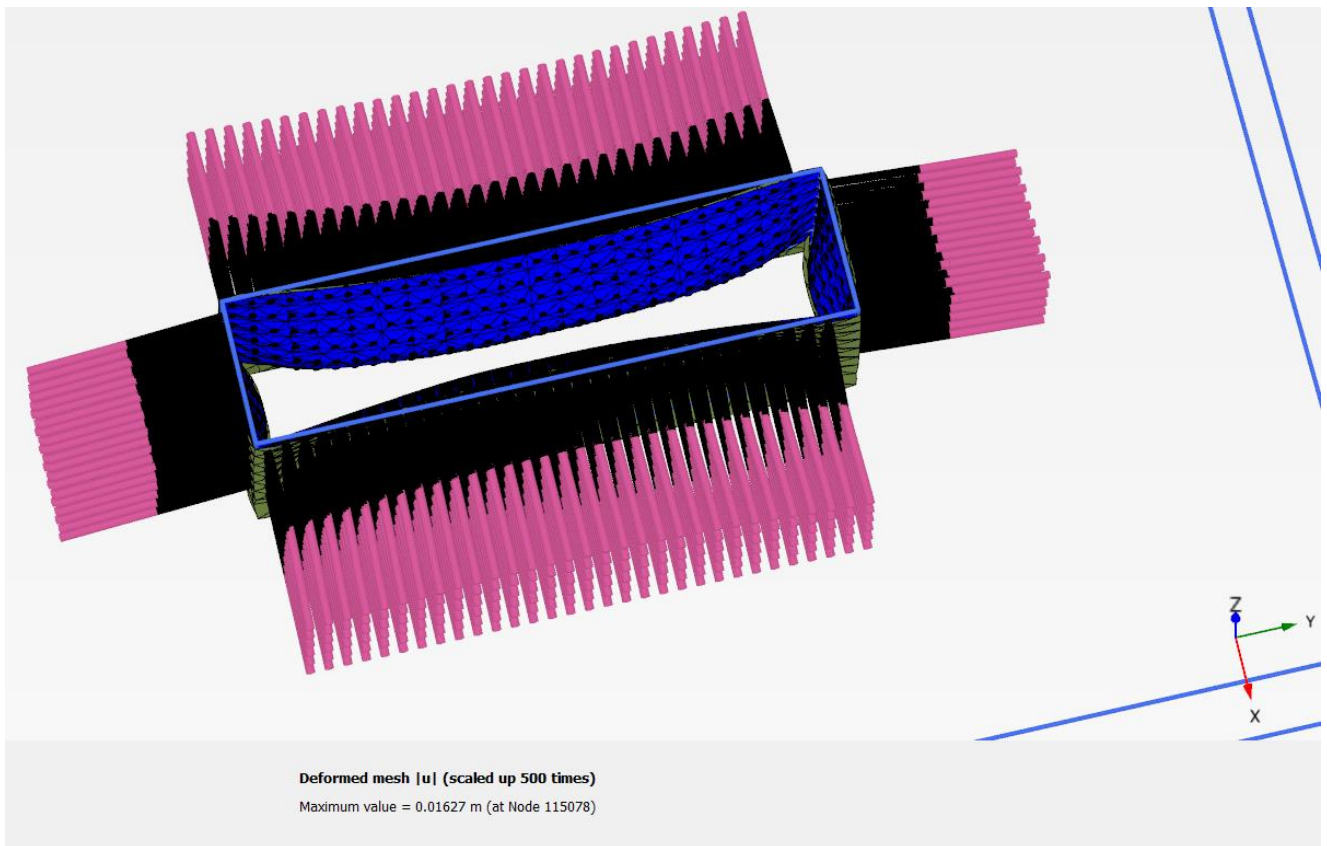 Z
Y
X
Deformed mesh |u| (scaled up 500 times)
Maximum value = 0.01627 m (at Node 115078)